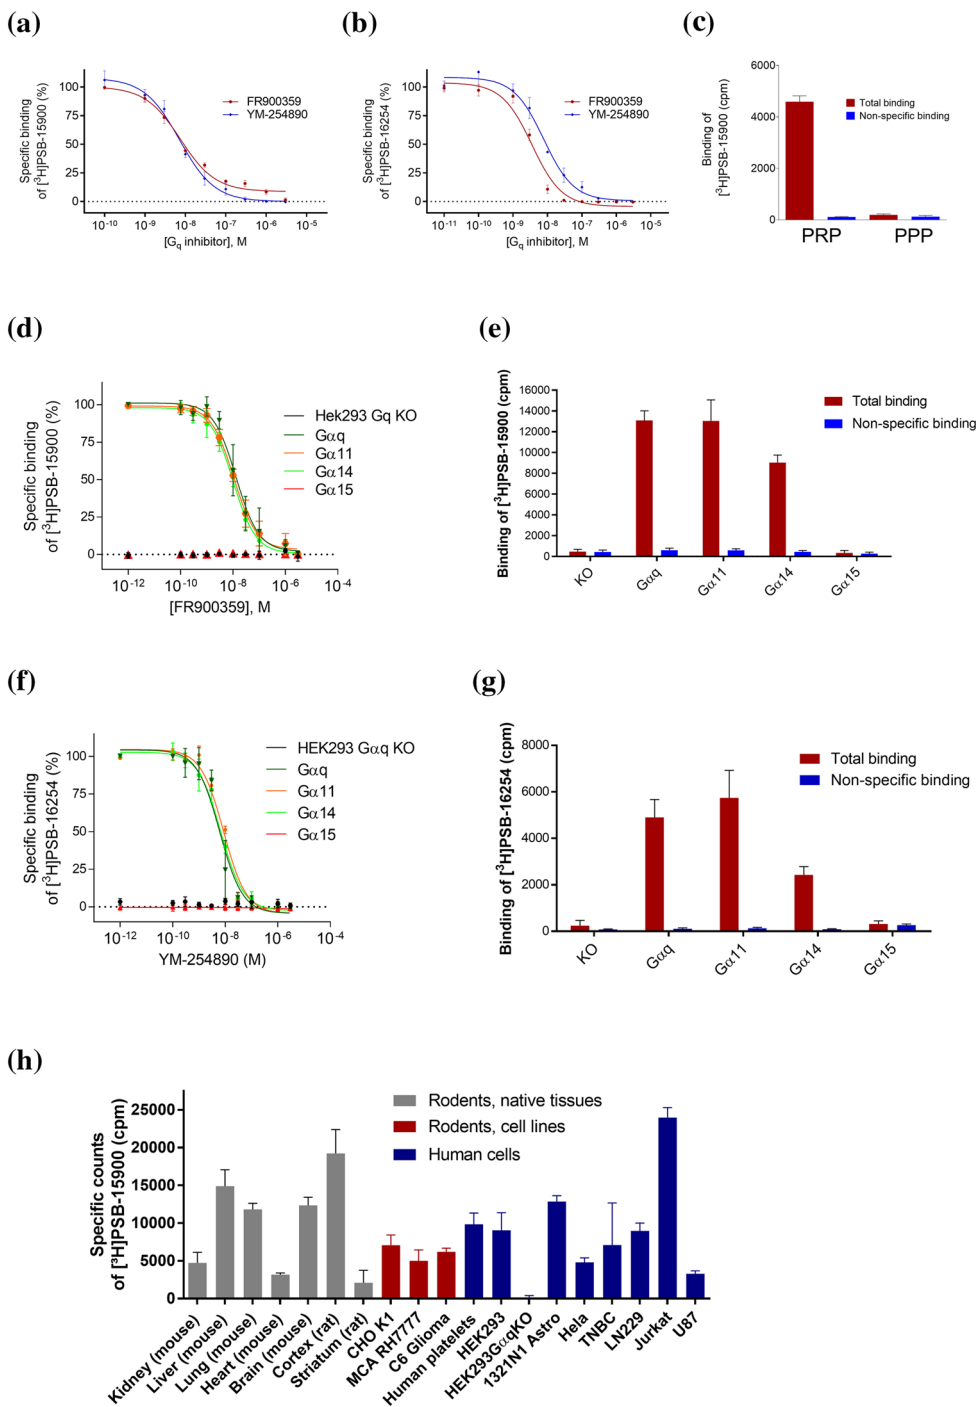 (a)
Specific binding
of [³H]PSB-15900 (%)
100
75
50
25
0
FR900359
YM-254890
10⁻¹⁰ 10⁻⁹ 10⁻⁸ 10⁻⁷ 10⁻⁶ 10⁻⁵
[Gq inhibitor], M
(b)
Specific binding
of [³H]PSB-16254 (%)
100
75
50
25
0
FR900359
YM-254890
10⁻¹¹ 10⁻¹⁰ 10⁻⁹ 10⁻⁸ 10⁻⁷ 10⁻⁶ 10⁻⁵
[Gq inhibitor], M
(c)
Binding of
[³H]PSB-15900 (cpm)
6000
4000
2000
0
Total binding
Non-specific binding
PRP PPP
(d)
Specific binding
of [³H]PSB-15900 (%)
100
75
50
25
0
Hek293 Gq KO
Gαq
Gα11
Gα14
Gα15
10⁻¹² 10⁻¹⁰ 10⁻⁸ 10⁻⁶ 10⁻⁴
[FR900359], M
(e)
Binding of [³H]PSB-15900 (cpm)
16000
14000
12000
10000
8000
6000
4000
2000
0
Total binding
Non-specific binding
KO Gαq Gα11 Gα14 Gα15
(f)
Specific binding
of [³H]PSB-15900 (%)
100
75
50
25
0
HEK293 Gαq KO
Gαq
Gα11
Gα14
Gα15
10⁻¹² 10⁻¹⁰ 10⁻⁸ 10⁻⁶ 10⁻⁴
YM-254890 (M)
(g)
Binding of [³H]PSB-16254 (cpm)
8000
6000
4000
2000
0
Total binding
Non-specific binding
KO Gαq Gα11 Gα14 Gα15
(h)
Specific counts
of [³H]PSB-15900 (cpm)
25000
20000
15000
10000
5000
0
Rodents, native tissues
Rodents, cell lines
Human cells
Kidney (mouse)
Liver (mouse)
Lung (mouse)
Heart (mouse)
Brain (mouse)
Cortex (rat)
Striatum (rat)
CHO K1
MCA RH7777
C6 Glioma
Human platelets
HEK293
HEK293GαqKO
1321N1 Astro
Hela
TNBC
LN229
Jurkat
U87